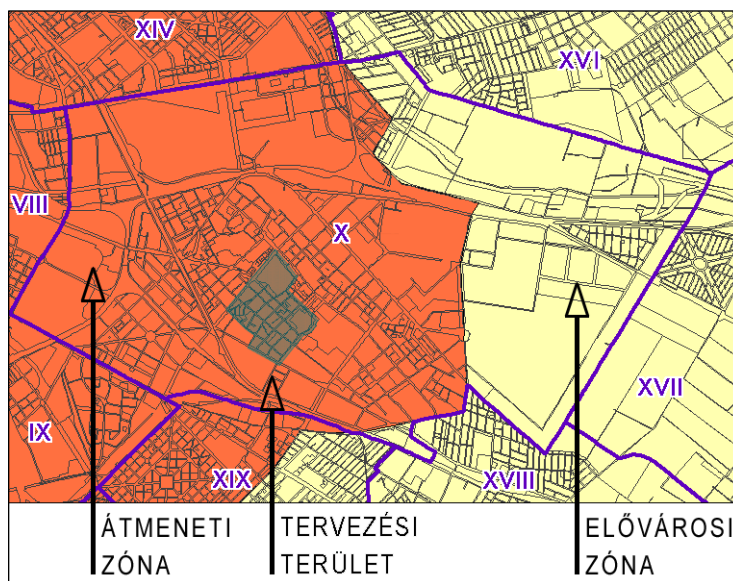 XIV
XVI
VIII
X
XVII
IX
XIX
XVIII
ÁTMENETI
ZÓNA
TERVEZÉSI
TERÜLET
ELŐVÁROSI
ZÓNA